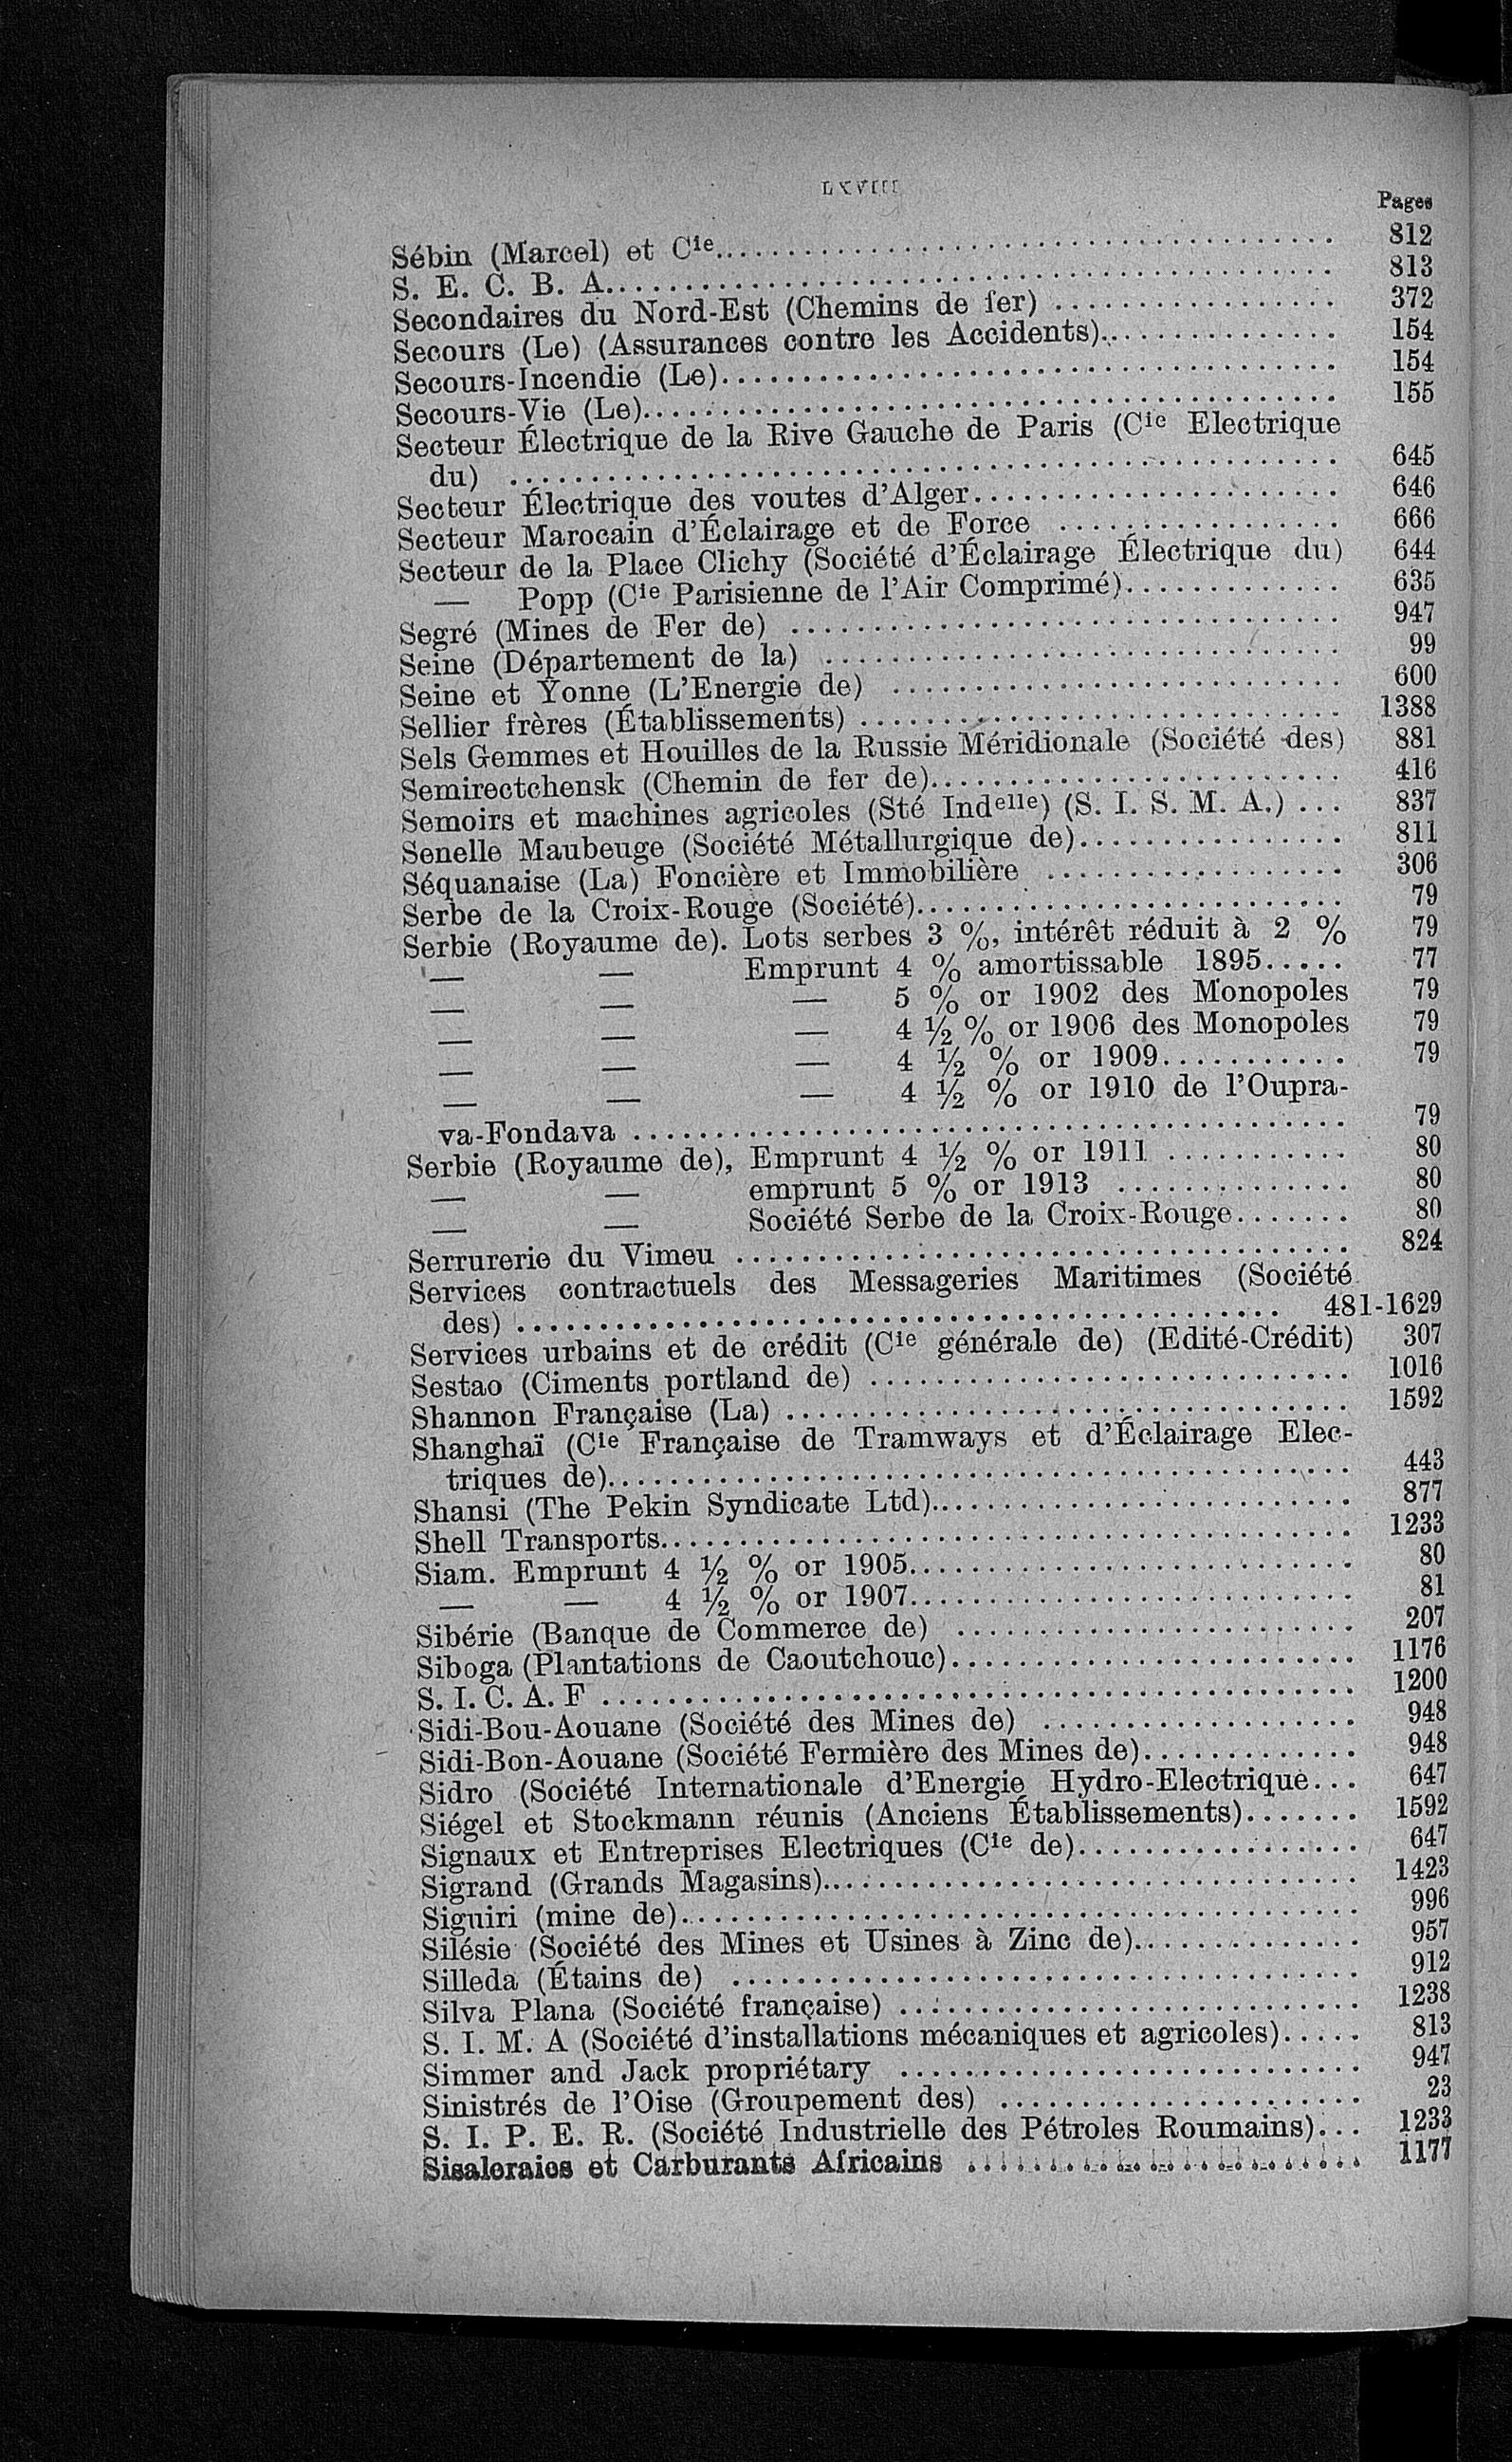 LXVIII
Pages
Sébin (Marcel) et Cie........ 812
S. E. C. B. A........ 813
Secondaires du Nord-Est (Chemins de fer) ........ 372
Secours (Le) (Assurances contre les Accidents)........ 154
Secours-Incendie (Le)........ 154
Secours-Vie (Le)........ 155
Secteur Électrique de la Rive Gauche de Paris (Cie Electrique
du) ........ 645
Secteur Électrique des voutes d'Alger........ 646
Secteur Marocain d'Éclairage et de Force ........ 666
Secteur de la Place Clichy (Société d'Éclairage Électrique du) 644
— Popp (Cie Parisienne de l'Air Comprimé)........ 635
Segré (Mines de Fer de) ........ 947
Seine (Département de la) ........ 99
Seine et Yonne (L'Energie de) ........ 600
Sellier frères (Établissements) ........ 1388
Sels Gemmes et Houilles de la Russie Méridionale (Société des) 881
Semirectchensk (Chemin de fer de)........ 416
Semoirs et machines agricoles (Sté Indelle) (S. I. S. M. A.) ... 837
Senelle Maubeuge (Société Métallurgique de)........ 811
Séquanaise (La) Foncière et Immobilière ........ 306
Serbe de la Croix-Rouge (Société)........ 79
Serbie (Royaume de). Lots serbes 3 %, intérêt réduit à 2 % 79
— — Emprunt 4 % amortissable 1895..... 77
— — — 5 % or 1902 des Monopoles 79
— — — 4 ½ % or 1906 des Monopoles 79
— — — 4 ½ % or 1909........ 79
— — — 4 ½ % or 1910 de l'Oupra-
va-Fondava ........ 79
Serbie (Royaume de), Emprunt 4 ½ % or 1911 ........ 80
— — emprunt 5 % or 1913 ........ 80
— — Société Serbe de la Croix-Rouge....... 80
Serrurerie du Vimeu ........ 824
Services contractuels des Messageries Maritimes (Société
des) ........ 481-1629
Services urbains et de crédit (Cie générale de) (Edité-Crédit) 307
Sestao (Ciments portland de) ........ 1016
Shannon Française (La) ........ 1592
Shanghaï (Cie Française de Tramways et d'Éclairage Elec-
triques de)........ 443
Shansi (The Pekin Syndicate Ltd)........ 877
Shell Transports........ 1233
Siam. Emprunt 4 ½ % or 1905........ 80
— — 4 ½ % or 1907........ 81
Sibérie (Banque de Commerce de) ........ 207
Siboga (Plantations de Caoutchouc)........ 1176
S. I. C. A. F ........ 1200
Sidi-Bou-Aouane (Société des Mines de) ........ 948
Sidi-Bon-Aouane (Société Fermière des Mines de)........ 948
Sidro (Société Internationale d'Energie Hydro-Electrique... 647
Siégel et Stockmann réunis (Anciens Établissements)....... 1592
Signaux et Entreprises Electriques (Cie de)........ 647
Sigrand (Grands Magasins)........ 1423
Siguiri (mine de)........ 996
Silésie (Société des Mines et Usines à Zinc de)........ 957
Silleda (Étains de) ........ 912
Silva Plana (Société française) ........ 1238
S. I. M. A (Société d'installations mécaniques et agricoles)..... 813
Simmer and Jack propriétary ........ 947
Sinistrés de l'Oise (Groupement des) ........ 23
S. I. P. E. R. (Société Industrielle des Pétroles Roumains)... 1233
Sisaleraies et Carburants Africains ........ 1177